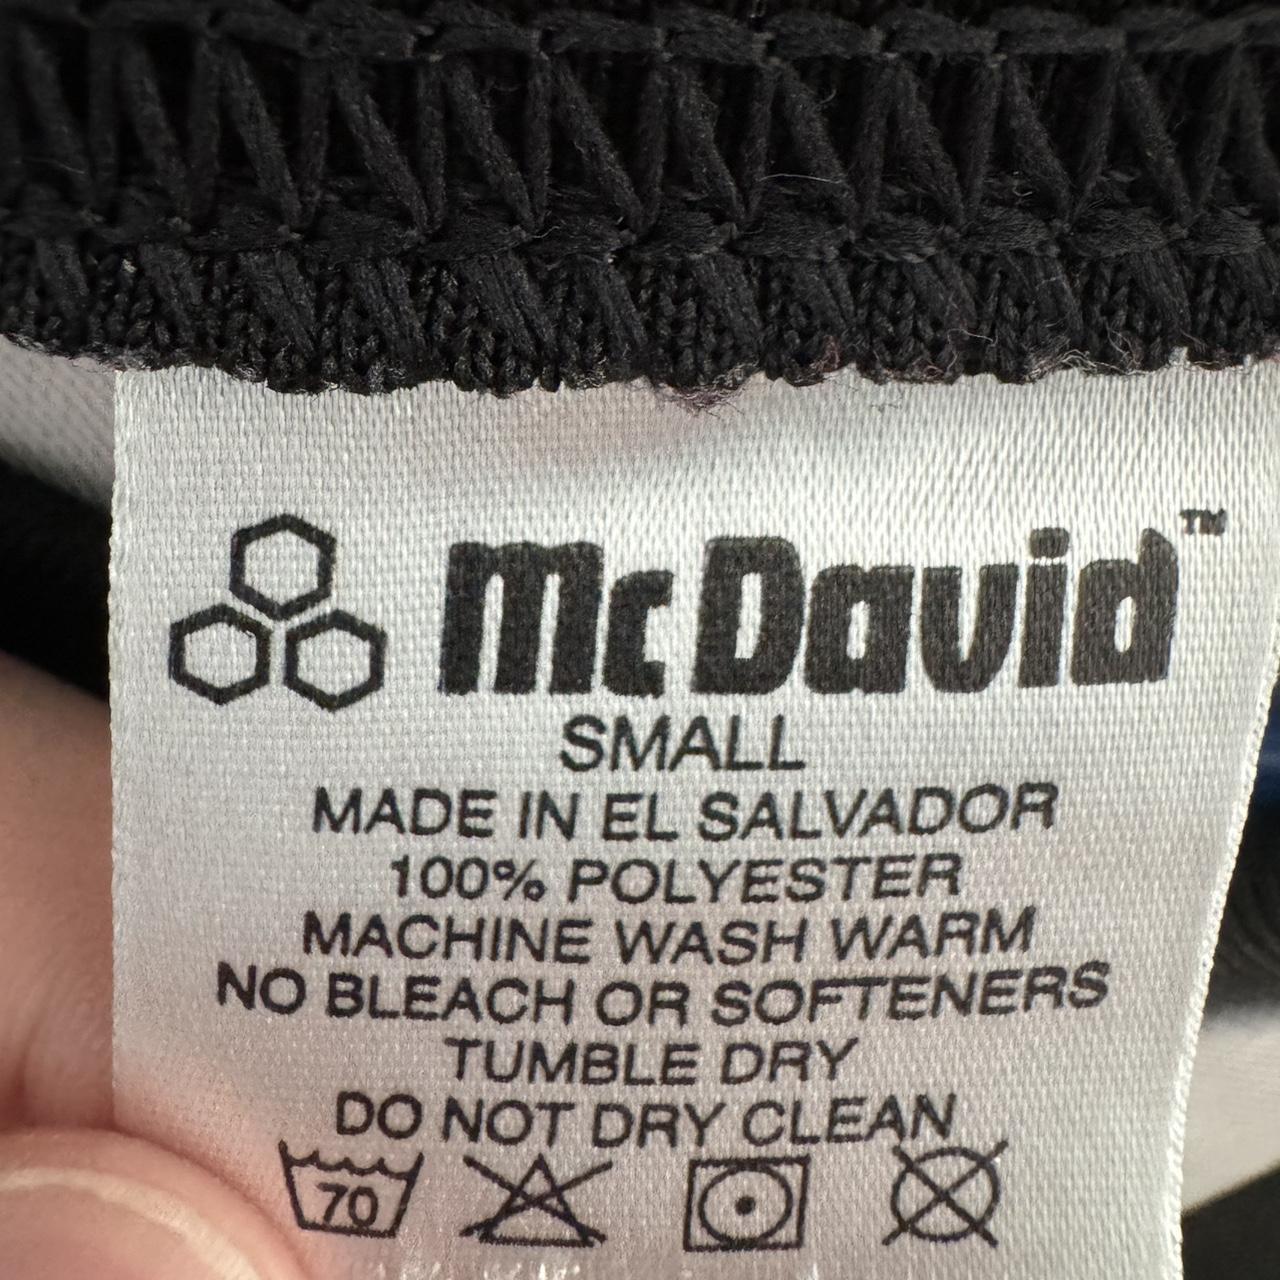 McDavid™
SMALL
MADE IN EL SALVADOR
100% POLYESTER
MACHINE WASH WARM
NO BLEACH OR SOFTENERS
TUMBLE DRY
DO NOT DRY CLEAN
70